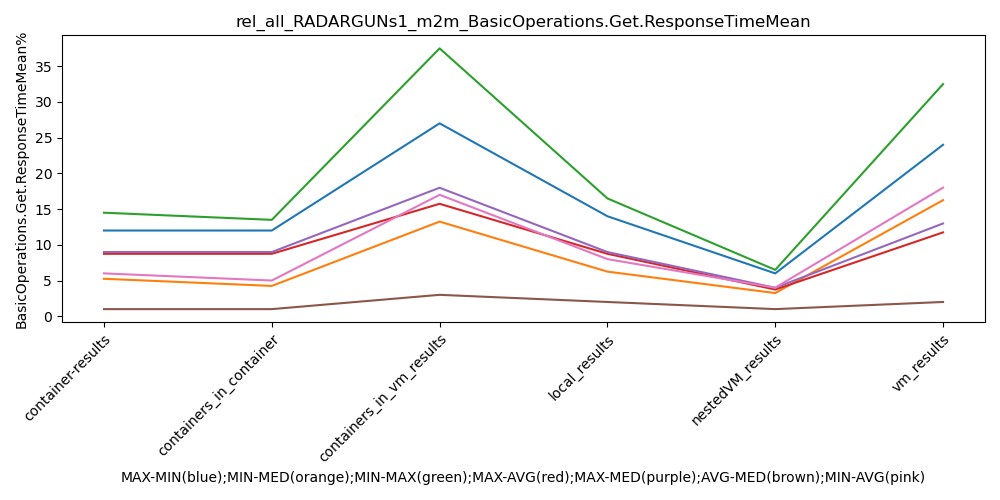 rel_all_RADARGUNs1_m2m_BasicOperations.Get.ResponseTimeMean
BasicOperations.Get.ResponseTimeMean%
35
30
25
20
15
10
5
0
container-results
containers_in_container
containers_in_vm_results
local_results
nestedVM_results
vm_results
MAX-MIN(blue);MIN-MED(orange);MIN-MAX(green);MAX-AVG(red);MAX-MED(purple);AVG-MED(brown);MIN-AVG(pink)